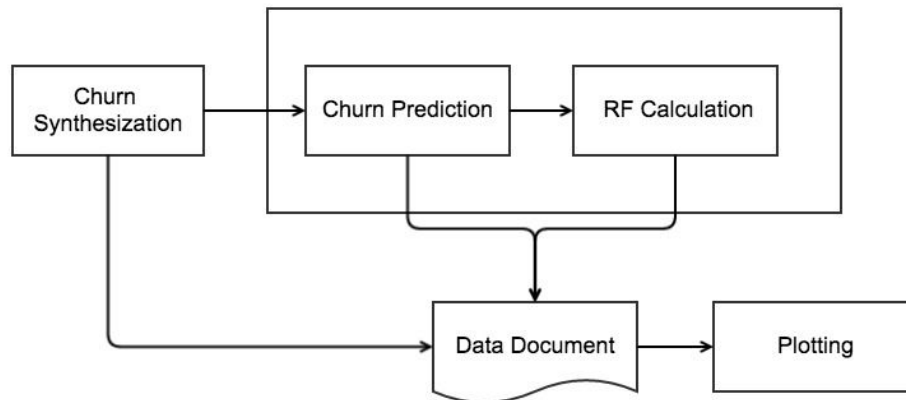 Churn
Synthesization
Churn Prediction
RF Calculation
Data Document
Plotting